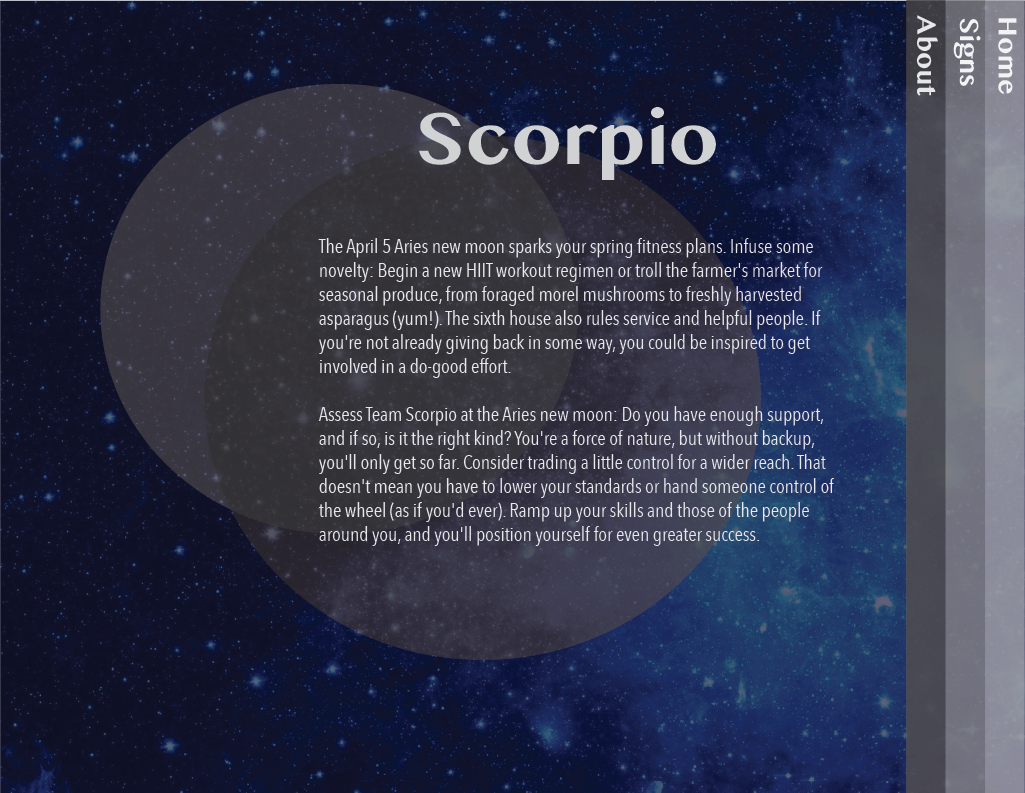 Scorpio
The April 5 Aries new moon sparks your spring fitness plans. Infuse some
novelty: Begin a new HIIT workout regimen or troll the farmer's market for
seasonal produce, from foraged morel mushrooms to freshly harvested
asparagus (yum!). The sixth house also rules service and helpful people. If
you're not already giving back in some way, you could be inspired to get
involved in a do-good effort.
Assess Team Scorpio at the Aries new moon: Do you have enough support,
and if so, is it the right kind? You're a force of nature, but without backup,
you'll only get so far. Consider trading a little control for a wider reach. That
doesn't mean you have to lower your standards or hand someone control of
the wheel (as if you'd ever). Ramp up your skills and those of the people
around you, and you'll position yourself for even greater success.
Home
Signs
About